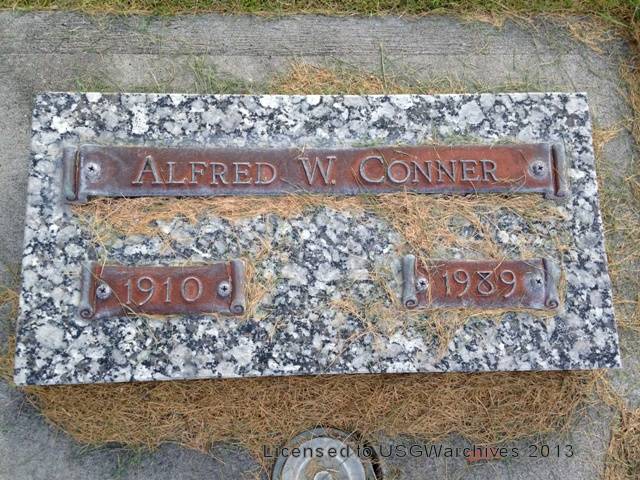 ALFRED W. CONNER
1910 1989
Licensed to USGWarchives 2013